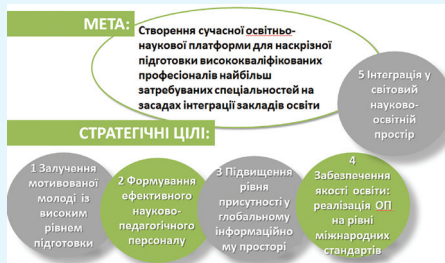 МЕТА:
Створення сучасної освітньо-
наукової платформи для наскрізної
підготовки висококваліфікованих
професіоналів найбільш
затребуваних спеціальностей на
засадах інтеграції закладів освіти
5 Інтеграція у
світовий
науково-
освітній
простір
СТРАТЕГІЧНІ ЦІЛІ:
1 Залучення
мотивованої
молоді  із
високим
рівнем
підготовки
2 Формування
ефективного
науково-
педагогічного
персоналу
3 Підвищення
рівня
присутності у
глобальному
інформаційно
му просторі
4
Забезпечення
якості освіти:
реалізація ОП
на рівні
міжнародних
стандартів